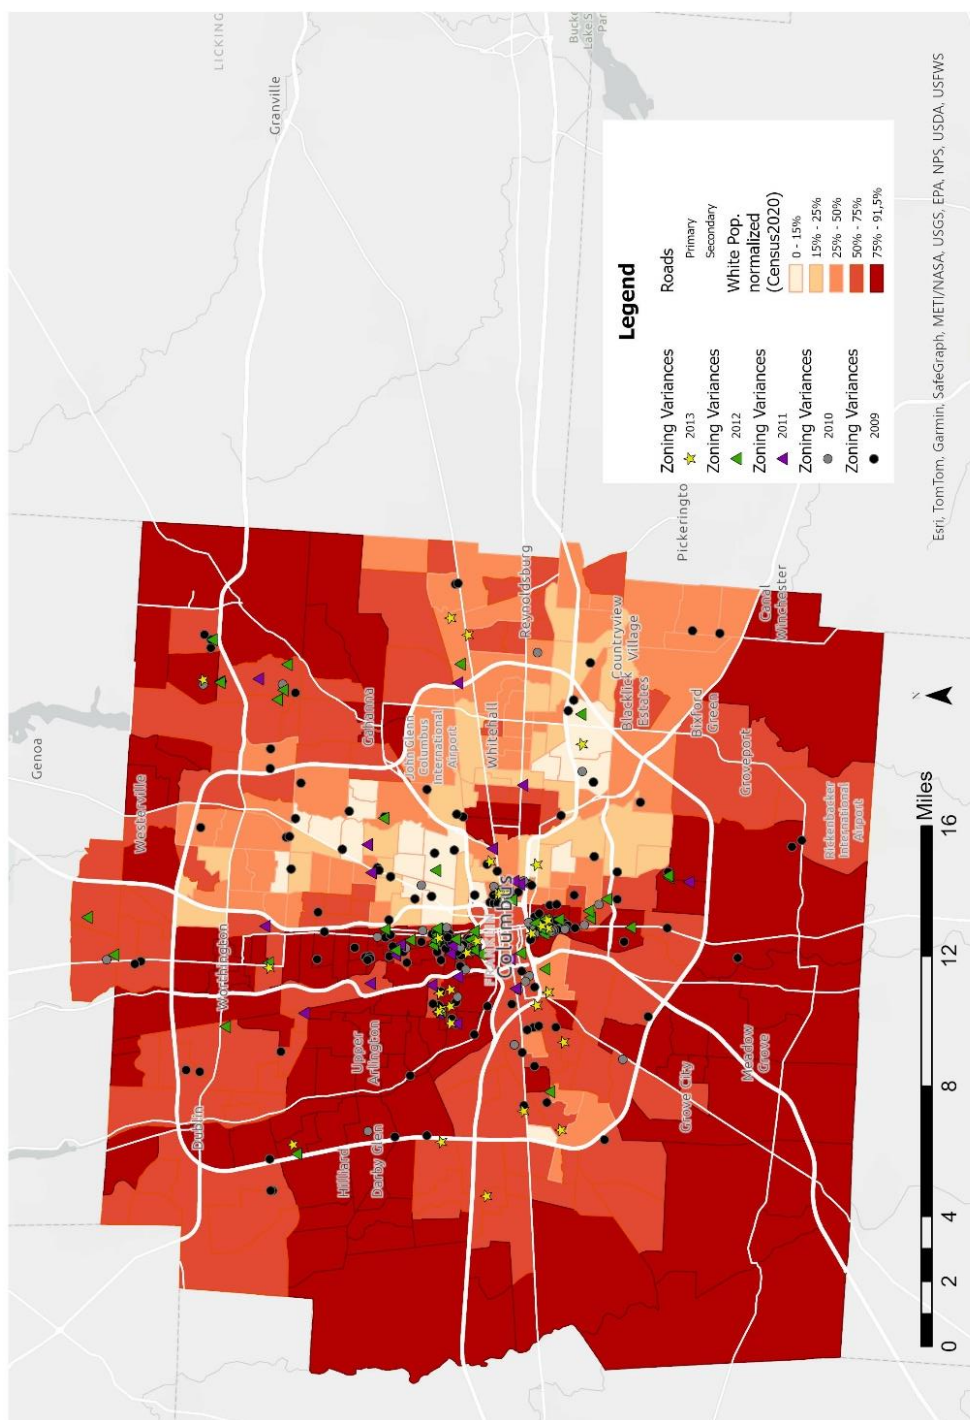 LICKING
Granville
Bucke
Lake S
Par
Genoa
Westerville
Worthington
Dublin
Gahanna
John Glenn
Columbus
International
Airport
Whitehall
Reynoldsburg
Upper
Arlington
Hilliard
Darby Glen
Columbus
Countryview
Village
Blacklick
Estates
Pickerington
Bixford
Green
Canal
Winchester
Groveport
Rickenbacker
International
Airport
Grove City
Meadow
Grove
Legend
Zoning Variances
2013
Zoning Variances
2012
Zoning Variances
2011
Zoning Variances
2010
Zoning Variances
2009
Roads
Primary
Secondary
White Pop.
normalized
(Census2020)
0 - 15%
15% - 25%
25% - 50%
50% - 75%
75% - 91,5%
N
0 2 4 8 12 16
Miles
Esri, TomTom, Garmin, SafeGraph, METI/NASA, USGS, EPA, NPS, USDA, USFWS